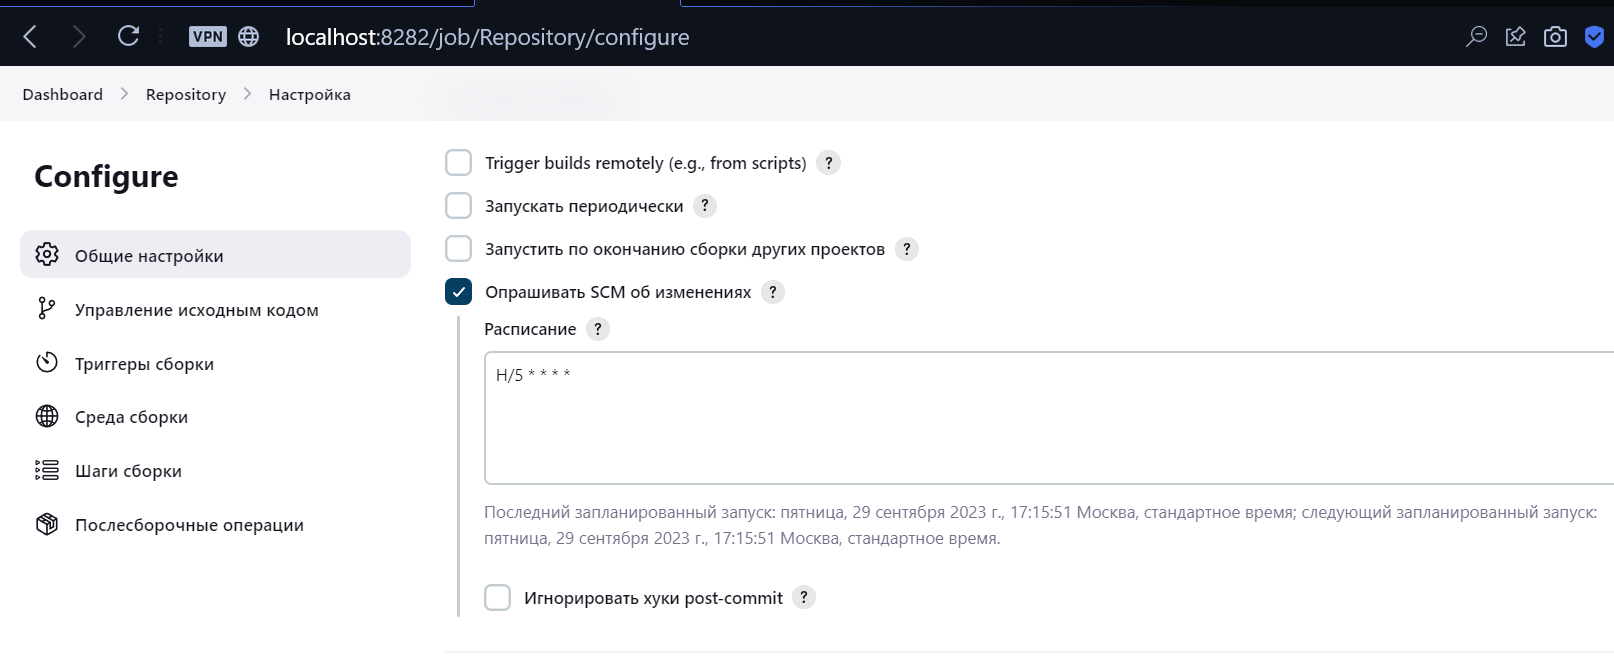 VPN localhost:8282/job/Repository/configure
Dashboard Repository Настройка
Configure
Общие настройки
Управление исходным кодом
Триггеры сборки
Среда сборки
Шаги сборки
Послесборочные операции
Trigger builds remotely (e.g., from scripts) ?
Запускать периодически ?
Запустить по окончанию сборки других проектов ?
Опрашивать SCM об изменениях ?
Расписание ?
H/5 * * * *
Последний запланированный запуск: пятница, 29 сентября 2023 г., 17:15:51 Москва, стандартное время; следующий запланированный запуск:
пятница, 29 сентября 2023 г., 17:15:51 Москва, стандартное время.
Игнорировать хуки post-commit ?